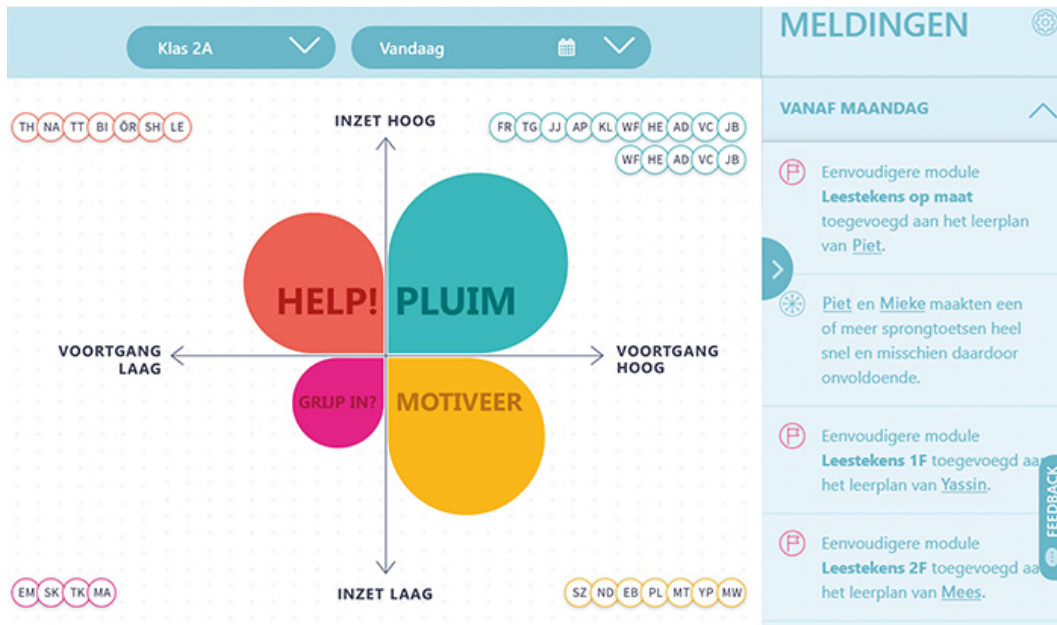 Klas 2A
Vandaag
TH NA TT BI ÖR SH LE
INZET HOOG
FR TG JJ AP KL WF HE AD VC JB
WF HE AD VC JB
HELP!
PLUIM
VOORTGANG
LAAG
VOORTGANG
HOOG
GRIJP IN?
MOTIVEER
EM SK TK MA
INZET LAAG
SZ ND EB PL MT YP MW
MELDINGEN
VANAF MAANDAG
Eenvoudigere module
Leestekens op maat
toegevoegd aan het leerplan
van Piet.
Piet en Mieke maakten een
of meer sprongtoetsen heel
snel en misschien daardoor
onvoldoende.
Eenvoudigere module
Leestekens 1F toegevoegd aan
het leerplan van Yassin.
Eenvoudigere module
Leestekens 2F toegevoegd aa
het leerplan van Mees.
FEEDBACK